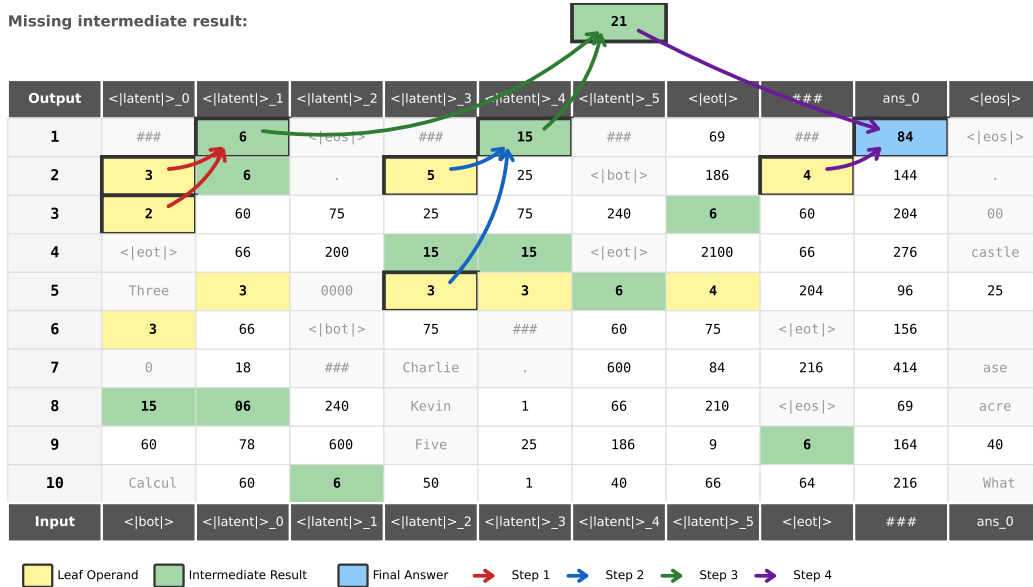 Missing intermediate result:
21
Output <|latent|>_0 <|latent|>_1 <|latent|>_2 <|latent|>_3 <|latent|>_4 <|latent|>_5 <|eot|> ### ans_0 <|eos|>
1 ### 6 <|eos|> ### 15 ### 69 ### 84 <|eos|>
2 3 6 . 5 25 <|bot|> 186 4 144 .
3 2 60 75 25 75 240 6 60 204 00
4 <|eot|> 66 200 15 15 <|eot|> 2100 66 276 castle
5 Three 3 0000 3 3 6 4 204 96 25
6 3 66 <|bot|> 75 ### 60 75 <|eot|> 156
7 0 18 ### Charlie . 600 84 216 414 ase
8 15 06 240 Kevin 1 66 210 <|eos|> 69 acre
9 60 78 600 Five 25 186 9 6 164 40
10 Calcul 60 6 50 1 40 66 64 216 What
Input <|bot|> <|latent|>_0 <|latent|>_1 <|latent|>_2 <|latent|>_3 <|latent|>_4 <|latent|>_5 <|eot|> ### ans_0
Leaf Operand Intermediate Result Final Answer Step 1 Step 2 Step 3 Step 4